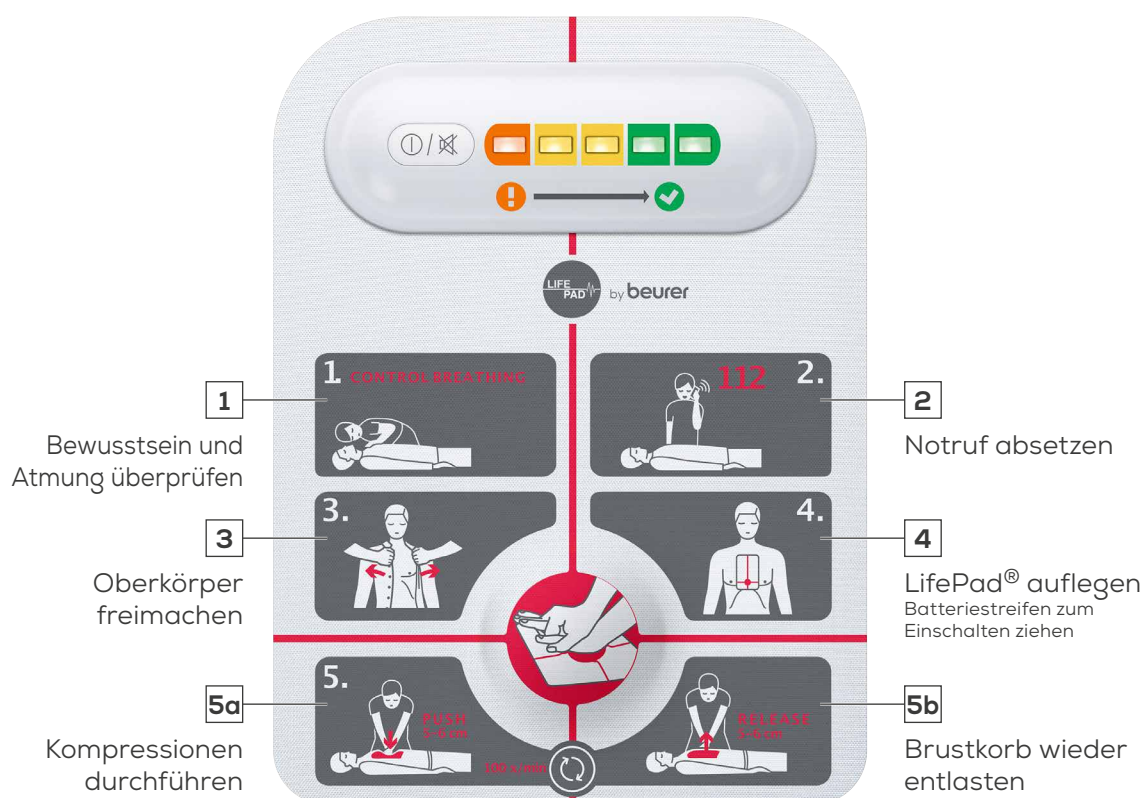 LIFE
PAD
by beurer
1. CONTROL BREATHING
112 2.
1
Bewusstsein und
Atmung überprüfen
2
Notruf absetzen
3.
4.
3
Oberkörper
freimachen
4
LifePad® auflegen
Batteriestreifen zum
Einschalten ziehen
5.
PUSH
5-6 cm
RELEASE
5-6 cm
5a
Kompressionen
durchführen
5b
Brustkorb wieder
entlasten